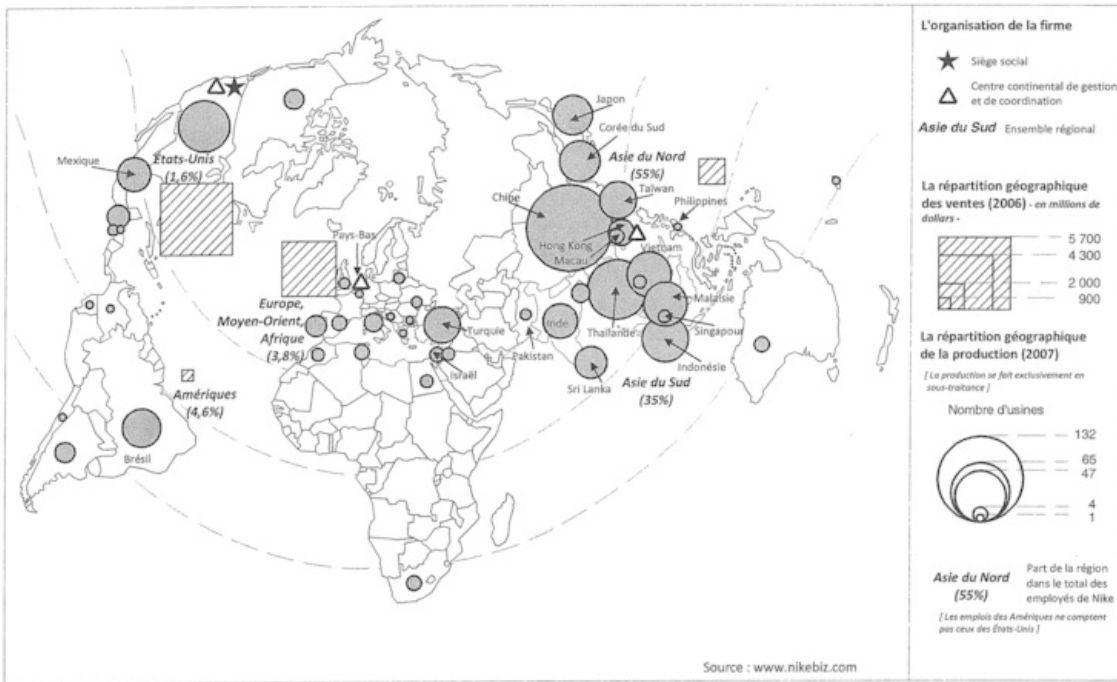 Japon
Corée du Sud
Asie du Nord
(55%)
Mexique
États-Unis
(1,6%)
Taïwan
Philippines
Chine
Pays-Bas
Hong Kong
Macau
Vietnam
Europe,
Moyen-Orient,
Afrique
(3,8%)
Turquie
Inde
Malaisie
Thaïlande
Singapour
Pakistan
Israël
Indonésie
Sri Lanka
Asie du Sud
(35%)
Amériques
(4,6%)
Brésil
Source : www.nikebiz.com
L'organisation de la firme
Siège social
Centre continental de gestion
et de coordination
Asie du Sud Ensemble régional
La répartition géographique
des ventes (2006) - en millions de
dollars -
5 700
4 300
2 000
900
La répartition géographique
de la production (2007)
[ La production se fait exclusivement en
sous-traitance ]
Nombre d'usines
132
65
47
4
1
Asie du Nord
(55%)
Part de la région
dans le total des
employés de Nike
[ Les emplois des Amériques ne comptent
pas ceux des États-Unis ]